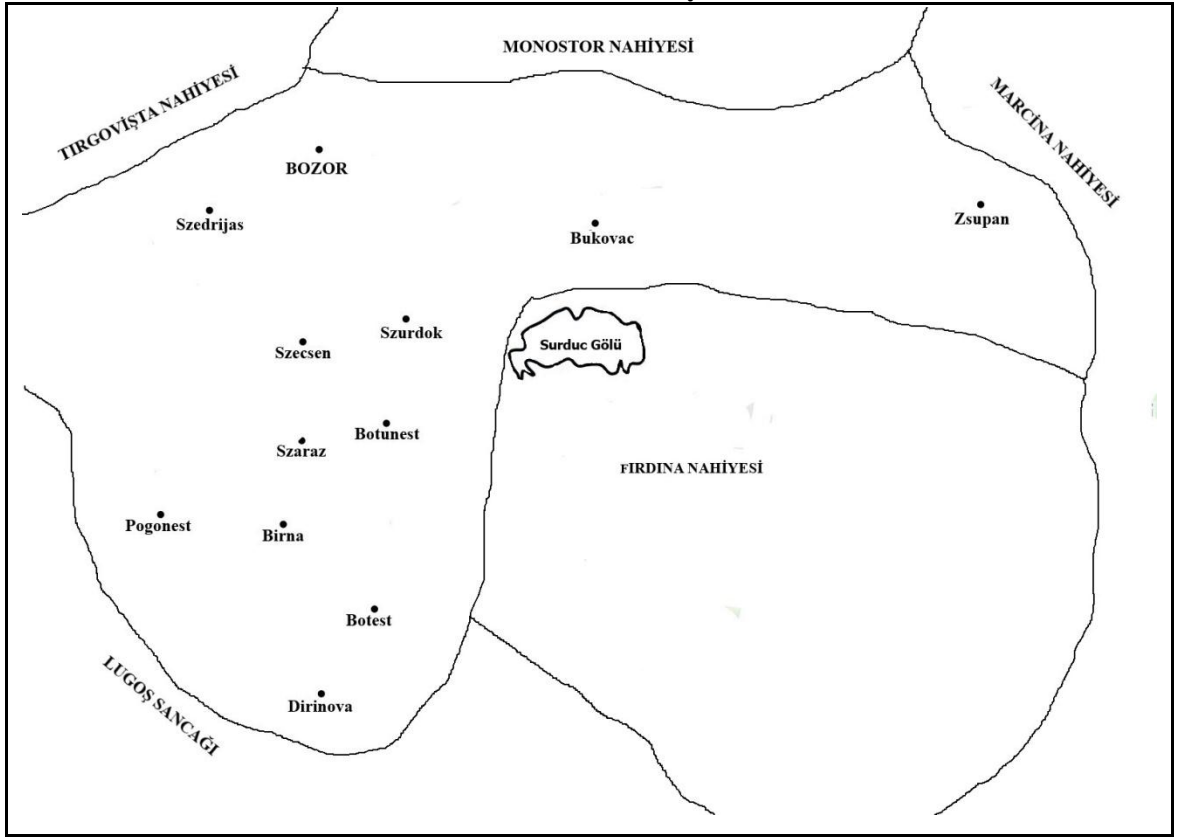 MONOSTOR NAHİYESİ
TIRGOVİŞTA NAHİYESİ
MARCİNA NAHİYESİ
BOZOR
Szedrijas
Zsupan
Bukovac
Szurdok
Surduc Gölü
Szecsen
Botunest
Szaraz
FIRDINA NAHİYESİ
Pogonest
Birna
Botest
LUGOŞ SANCAĞI
Dirinova